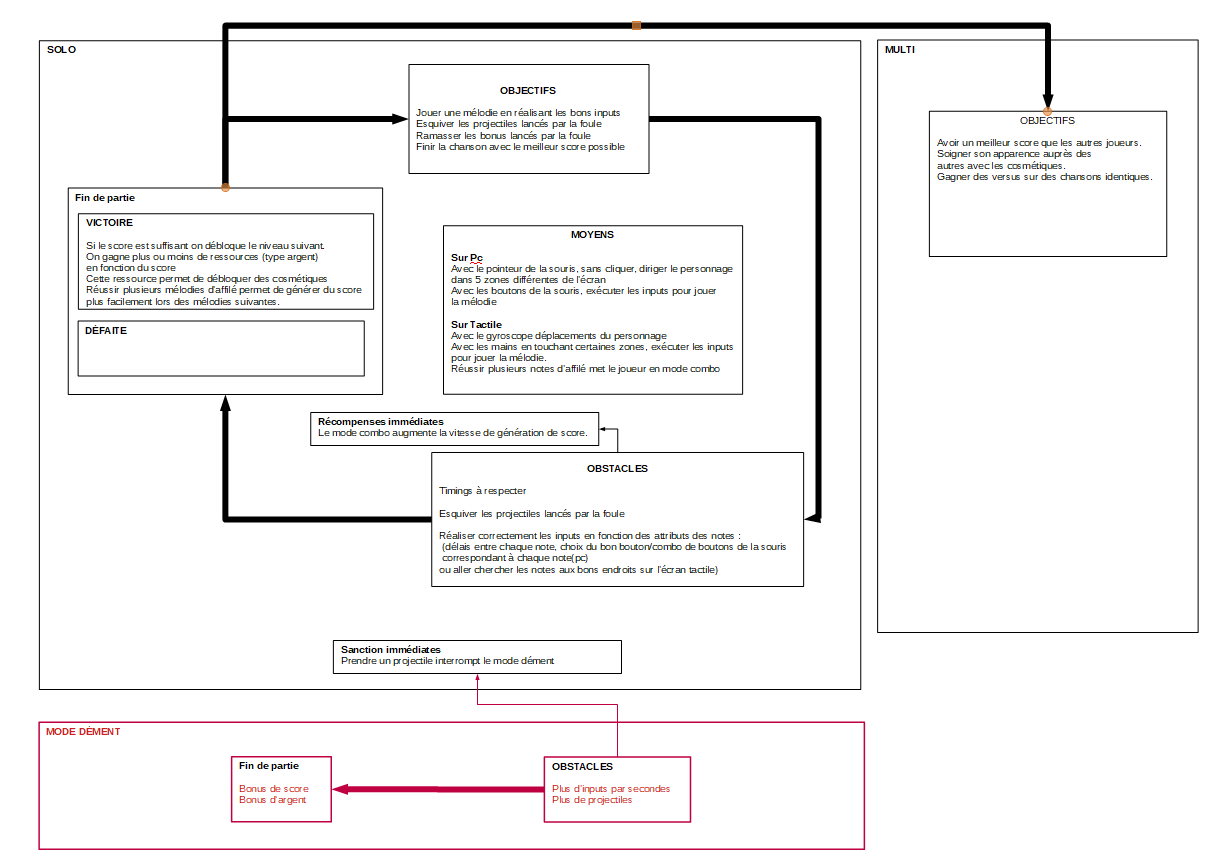 SOLO
OBJECTIFS
Jouer une mélodie en réalisant les bons inputs
Esquiver les projectiles lancés par la foule
Ramasser les bonus lancés par la foule
Finir la chanson avec le meilleur score possible
MULTI
OBJECTIFS
Avoir un meilleur score que les autres joueurs.
Soigner son apparence auprès des
autres avec les cosmétiques.
Gagner des versus sur des chansons identiques.
Fin de partie
VICTOIRE
Si le score est suffisant on débloque le niveau suivant.
On gagne plus ou moins de ressources (type argent)
en fonction du score
Cette ressource permet de débloquer des cosmétiques
Réussir plusieurs mélodies d'affilé permet de générer du score
plus facilement lors des mélodies suivantes.
DÉFAITE
MOYENS
Sur Pc
Avec le pointeur de la souris, sans cliquer, diriger le personnage
dans 5 zones différentes de l'écran
Avec les boutons de la souris, exécuter les inputs pour jouer
la mélodie
Sur Tactile
Avec le gyroscope déplacements du personnage
Avec les mains en touchant certaines zones, exécuter les inputs
pour jouer la mélodie.
Réussir plusieurs notes d'affilé met le joueur en mode combo
Récompenses immédiates
Le mode combo augmente la vitesse de génération de score.
OBSTACLES
Timings à respecter
Esquiver les projectiles lancés par la foule
Réaliser correctement les inputs en fonction des attributs des notes :
(délais entre chaque note, choix du bon bouton/combo de boutons de la souris
correspondant à chaque note(pc)
ou aller chercher les notes aux bons endroits sur l'écran tactile)
Sanction immédiates
Prendre un projectile interrompt le mode dément
MODE DÉMENT
Fin de partie
Bonus de score
Bonus d'argent
OBSTACLES
Plus d'inputs par secondes
Plus de projectiles